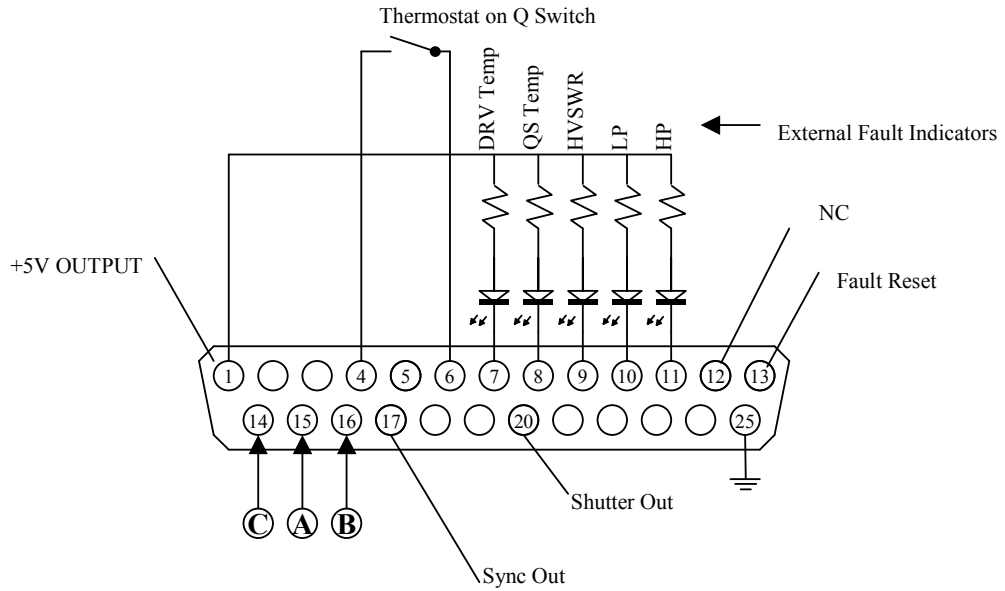 Thermostat on Q Switch
DRV Temp
QS Temp
HVSWR
LP
HP
External Fault Indicators
NC
+5V OUTPUT
Fault Reset
1 4 5 6 7 8 9 10 11 12 13
14 15 16 17 20 25
Shutter Out
C A B
Sync Out